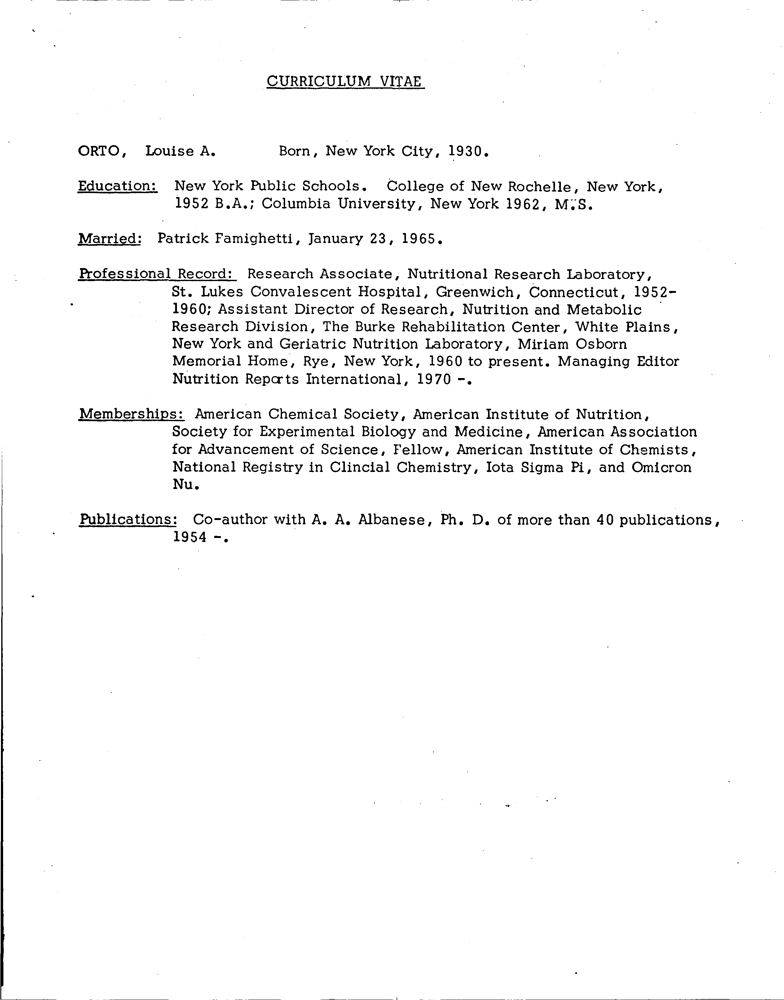 CURRICULUM VITAE
ORTO, Louise A. Born, New York City, 1930.
Education: New York Public Schools. College of New Rochelle, New York,
1952 B.A.; Columbia University, New York 1962, M.S.
Married: Patrick Famighetti, January 23, 1965.
Professional Record: Research Associate, Nutritional Research Laboratory,
St. Lukes Convalescent Hospital, Greenwich, Connecticut, 1952-
1960; Assistant Director of Research, Nutrition and Metabolic
Research Division, The Burke Rehabilitation Center, White Plains,
New York and Geriatric Nutrition Laboratory, Miriam Osborn
Memorial Home, Rye, New York, 1960 to present. Managing Editor
Nutrition Reports International, 1970 -.
Memberships: American Chemical Society, American Institute of Nutrition,
Society for Experimental Biology and Medicine, American Association
for Advancement of Science, Fellow, American Institute of Chemists,
National Registry in Clincial Chemistry, Iota Sigma Pi, and Omicron
Nu.
Publications: Co-author with A. A. Albanese, Ph. D. of more than 40 publications,
1954 -.